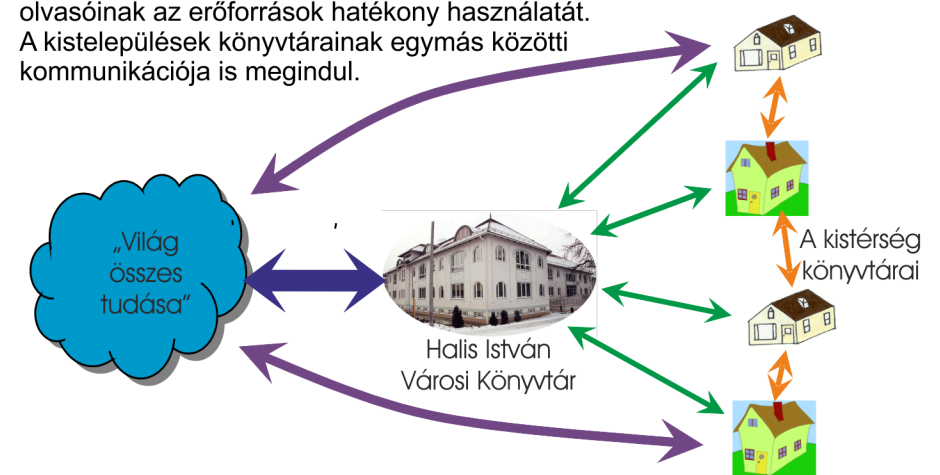 olvasóinak az erőforrások hatékony használatát.
A kistelepülések könyvtárainak egymás közötti
kommunikációja is megindul.
„Világ
összes
tudása”
A kistérség
könyvtárai
Halis István
Városi Könyvtár